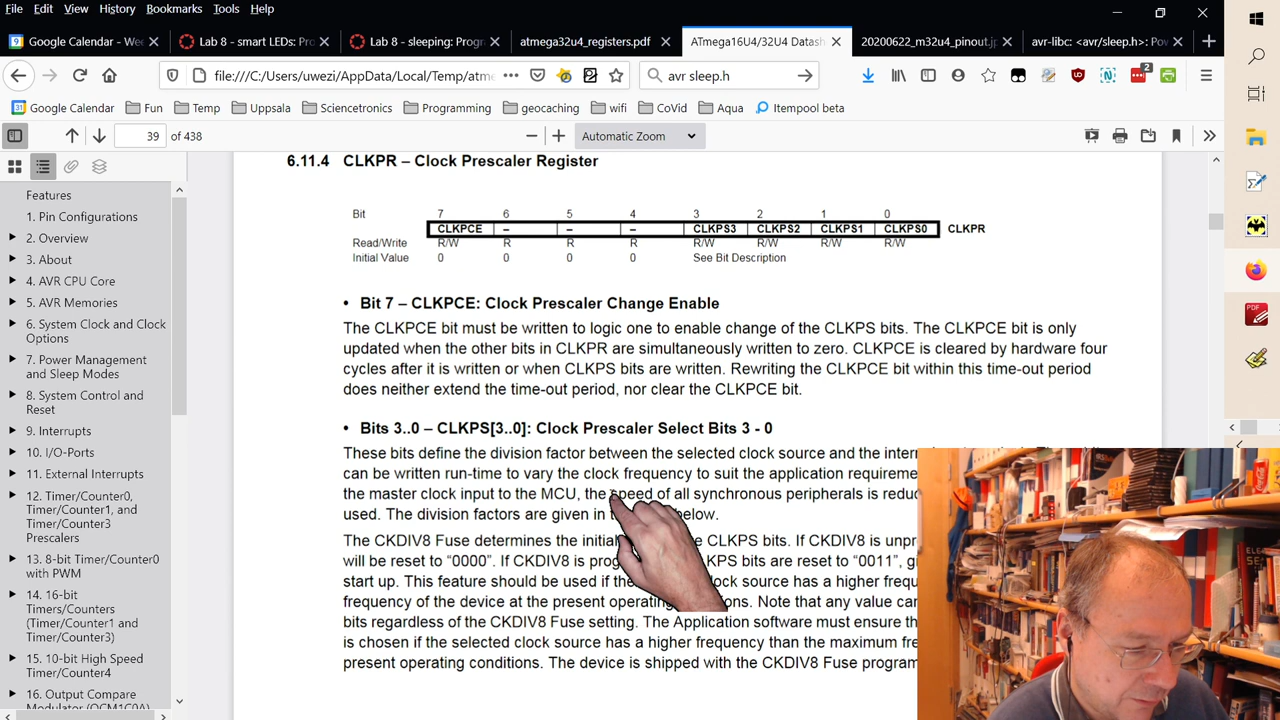 File Edit View History Bookmarks Tools Help
Google Calendar - Wee
Lab 8 - smart LEDs: Pro
Lab 8 - sleeping: Progra
atmega32u4_registers.pdf
ATmega16U4/32U4 Datash
20220622_m32u4_pinout.jp
avr-libc: <avr/sleep.h>: Pow
file:///C:/Users/uwezi/AppData/Local/Temp/atme
avr sleep.h
2
Google Calendar Fun Temp Uppsala Sciencetronics Programming geocaching wifi CoVid aqua Itempool beta
39 of 438
Automatic Zoom
Features
1. Pin Configurations
2. Overview
3. About
4. AVR CPU Core
5. AVR Memories
6. System Clock and Clock
Options
7. Power Management
and Sleep Modes
8. System Control and
Reset
9. Interrupts
10. I/O-Ports
11. External Interrupts
12. Timer/Counter0,
Timer/Counter1, and
Timer/Counter3
Prescalers
13. 8-bit Timer/Counter0
with PWM
14. 16-bit
Timers/Counters
(Timer/Counter1 and
Timer/Counter3)
15. 10-bit High Speed
Timer/Counter4
16. Output Compare
Modulator (OCM1C0A)
6.11.4 CLKPR – Clock Prescaler Register
Bit 7 6 5 4 3 2 1 0
CLKPCE – – – CLKPS3 CLKPS2 CLKPS1 CLKPS0 CLKPR
Read/Write R/W R R R R/W R/W R/W R/W
Initial Value 0 0 0 0 See Bit Description
• Bit 7 – CLKPCE: Clock Prescaler Change Enable
The CLKPCE bit must be written to logic one to enable change of the CLKPS bits. The CLKPCE bit is only
updated when the other bits in CLKPR are simultaneously written to zero. CLKPCE is cleared by hardware four
cycles after it is written or when CLKPS bits are written. Rewriting the CLKPCE bit within this time-out period
does neither extend the time-out period, nor clear the CLKPCE bit.
• Bits 3..0 – CLKPS[3..0]: Clock Prescaler Select Bits 3 - 0
These bits define the division factor between the selected clock source and the inter
can be written run-time to vary the clock frequency to suit the application requireme
the master clock input to the MCU, the speed of all synchronous peripherals is reduc
used. The division factors are given in below.
The CKDIV8 Fuse determines the initial CLKPS bits. If CKDIV8 is unpr
will be reset to “0000”. If CKDIV8 is prog KPS bits are reset to “0011”, gi
start up. This feature should be used if the lock source has a higher frequ
frequency of the device at the present operating ons. Note that any value can
bits regardless of the CKDIV8 Fuse setting. The Application software must ensure th
is chosen if the selected clock source has a higher frequency than the maximum fre
present operating conditions. The device is shipped with the CKDIV8 Fuse program